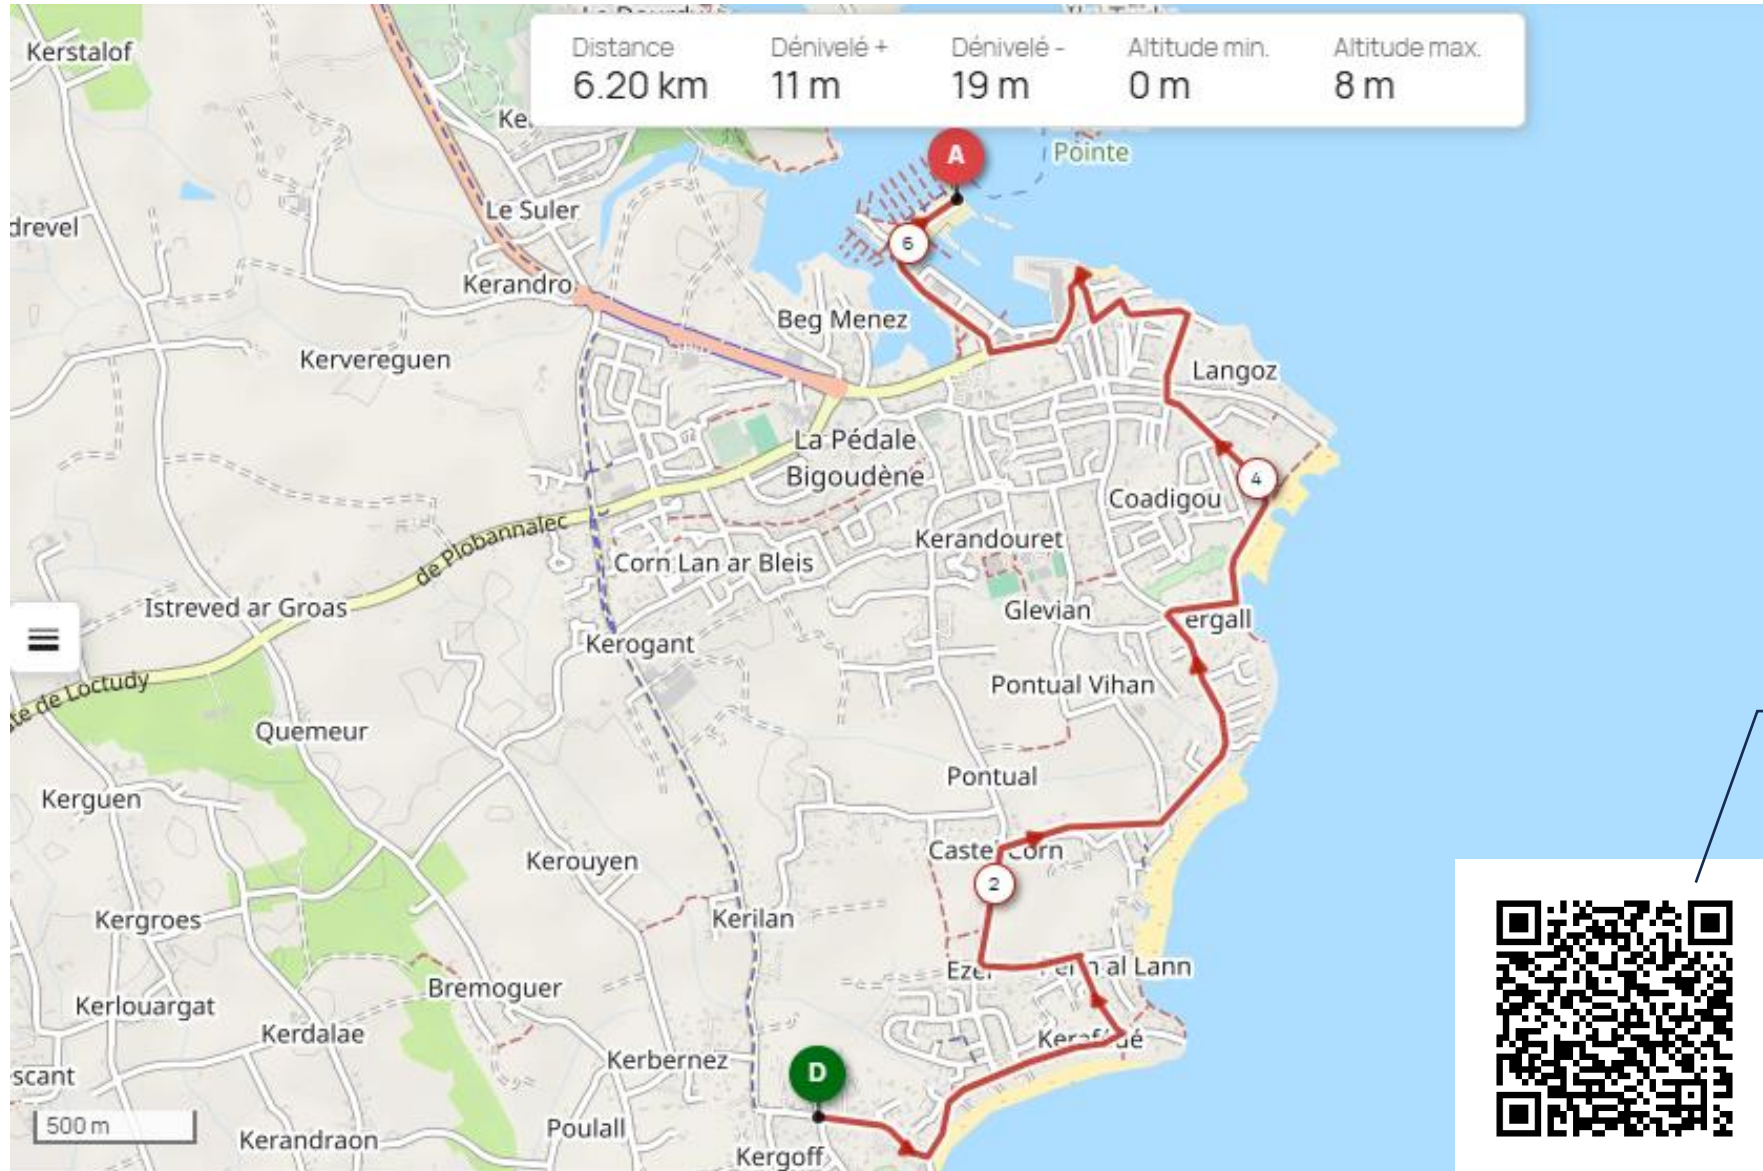 Distance
6.20 km
Dénivelé +
11 m
Dénivelé -
19 m
Altitude min.
0 m
Altitude max.
8 m
Kerstalof
Pointe
A
drevel
Le Suler
6
Kerandro
Beg Menez
Kervereguen
Langoz
La Pédale
Bigoudène
4
Coadigou
de Plobannalec
Kerandouret
Corn Lan ar Bleis
Istreved ar Groas
Glevian
ergall
Kerogant
te de Loctudy
Pontual Vihan
Quemeur
Pontual
Kerguen
Castel Corn
Kerouyen
2
Kergroes
Kerilan
al Lann
Bremoguer
Kerlouargat
Kerdalae
Kerbernez
scant
D
500 m
Kerandraon
Poulall
Kergoff